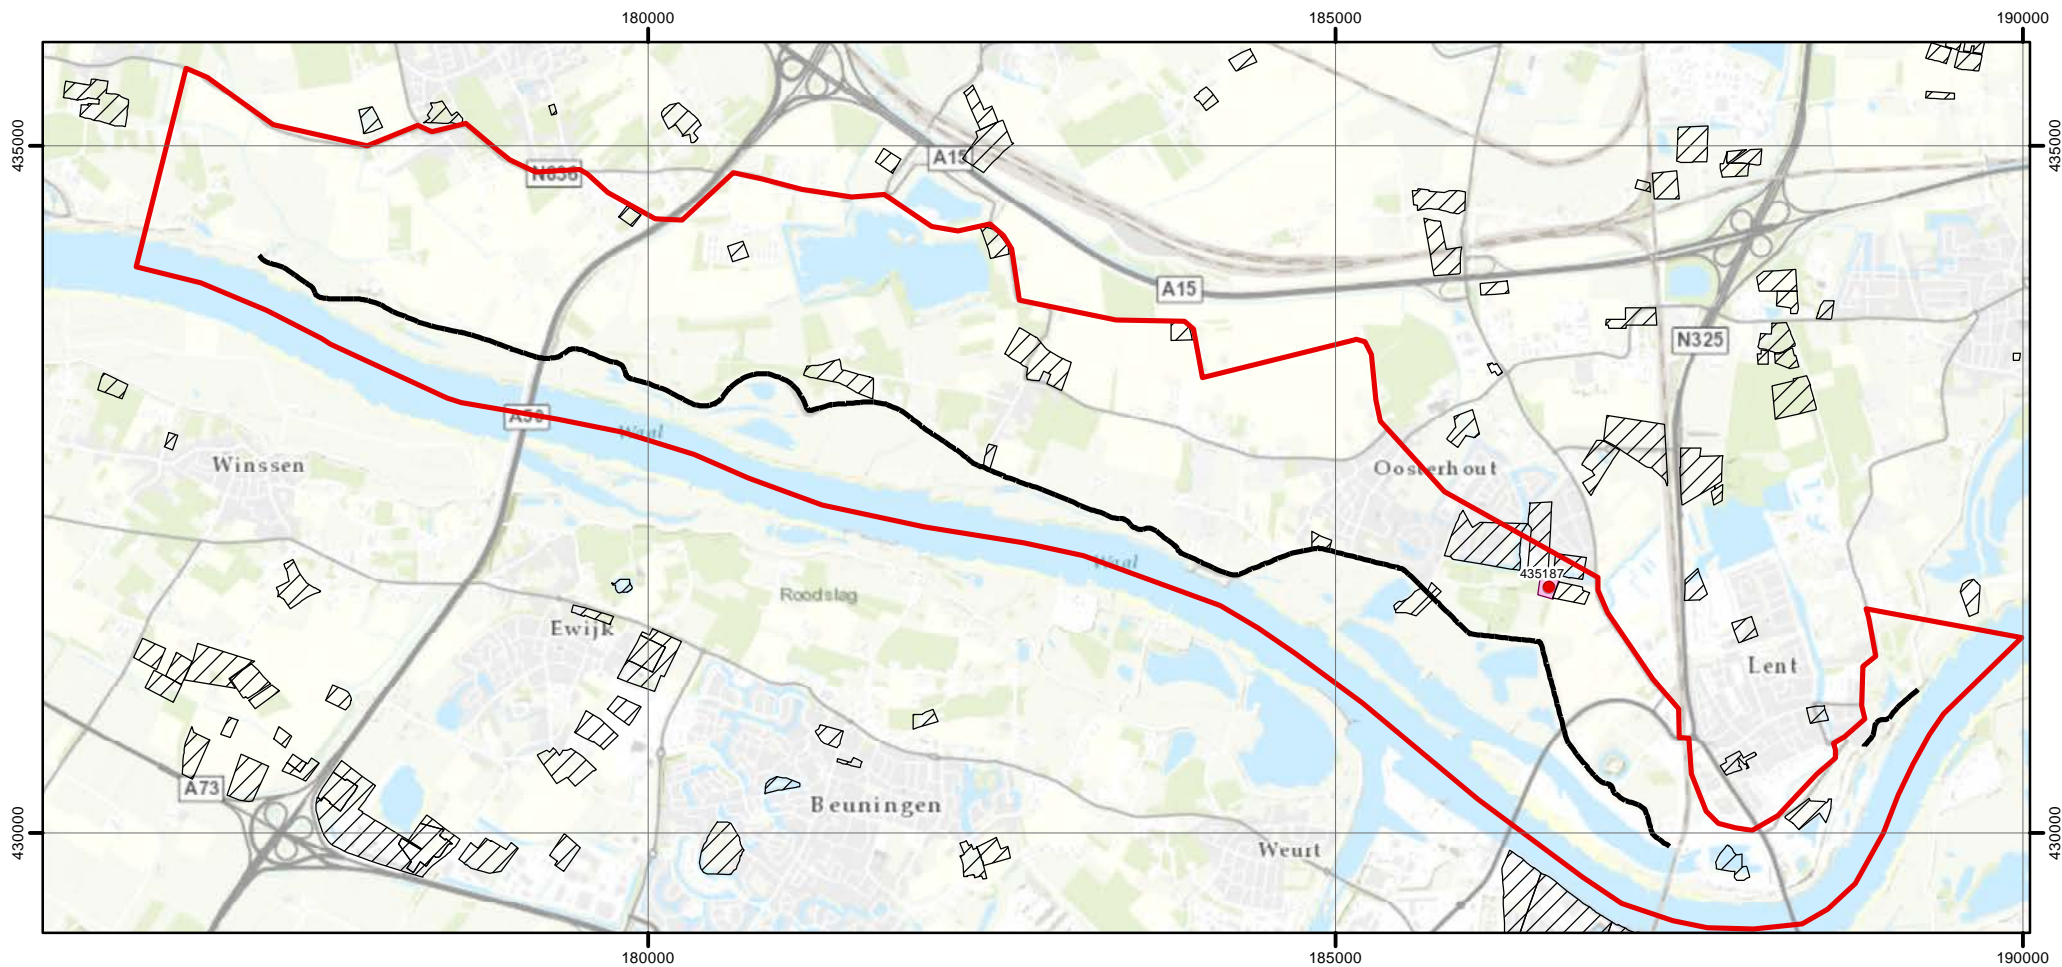 180000
185000
190000
435000
435000
A15
N836
A15
N325
A50
Waal
Winssen
Oosterhout
Waal
435187
Roodslag
Ewijk
Lent
A73
Beuningen
430000
430000
Weurt
180000
185000
190000